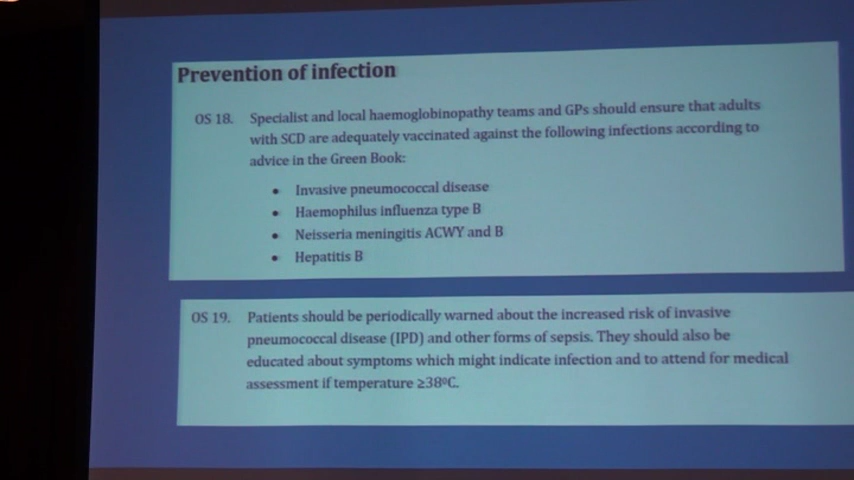 Prevention of infection
OS 18. Specialist and local haemoglobinopathy teams and GPs should ensure that adults
with SCD are adequately vaccinated against the following infections according to
advice in the Green Book:
• Invasive pneumococcal disease
• Haemophilus influenza type B
• Neisseria meningitis ACWY and B
• Hepatitis B
OS 19. Patients should be periodically warned about the increased risk of invasive
pneumococcal disease (IPD) and other forms of sepsis. They should also be
educated about symptoms which might indicate infection and to attend for medical
assessment if temperature ≥38⁰C.